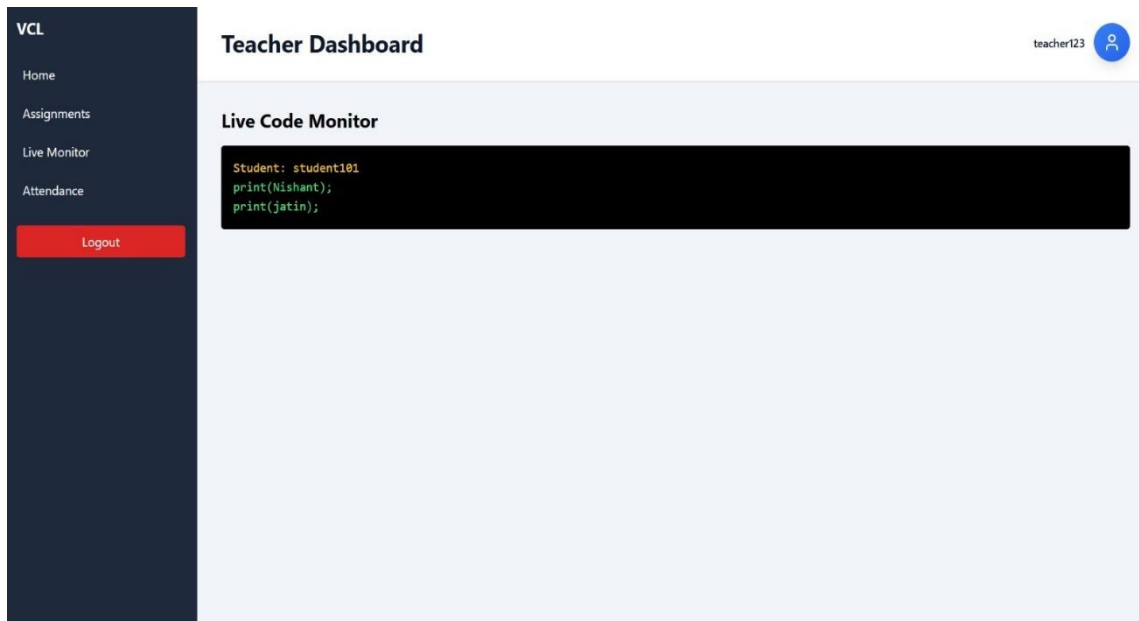 VCL
Home
Assignments
Live Monitor
Attendance
Logout
Teacher Dashboard
teacher123
Live Code Monitor
Student: student101
print(Nishant);
print(jatin);